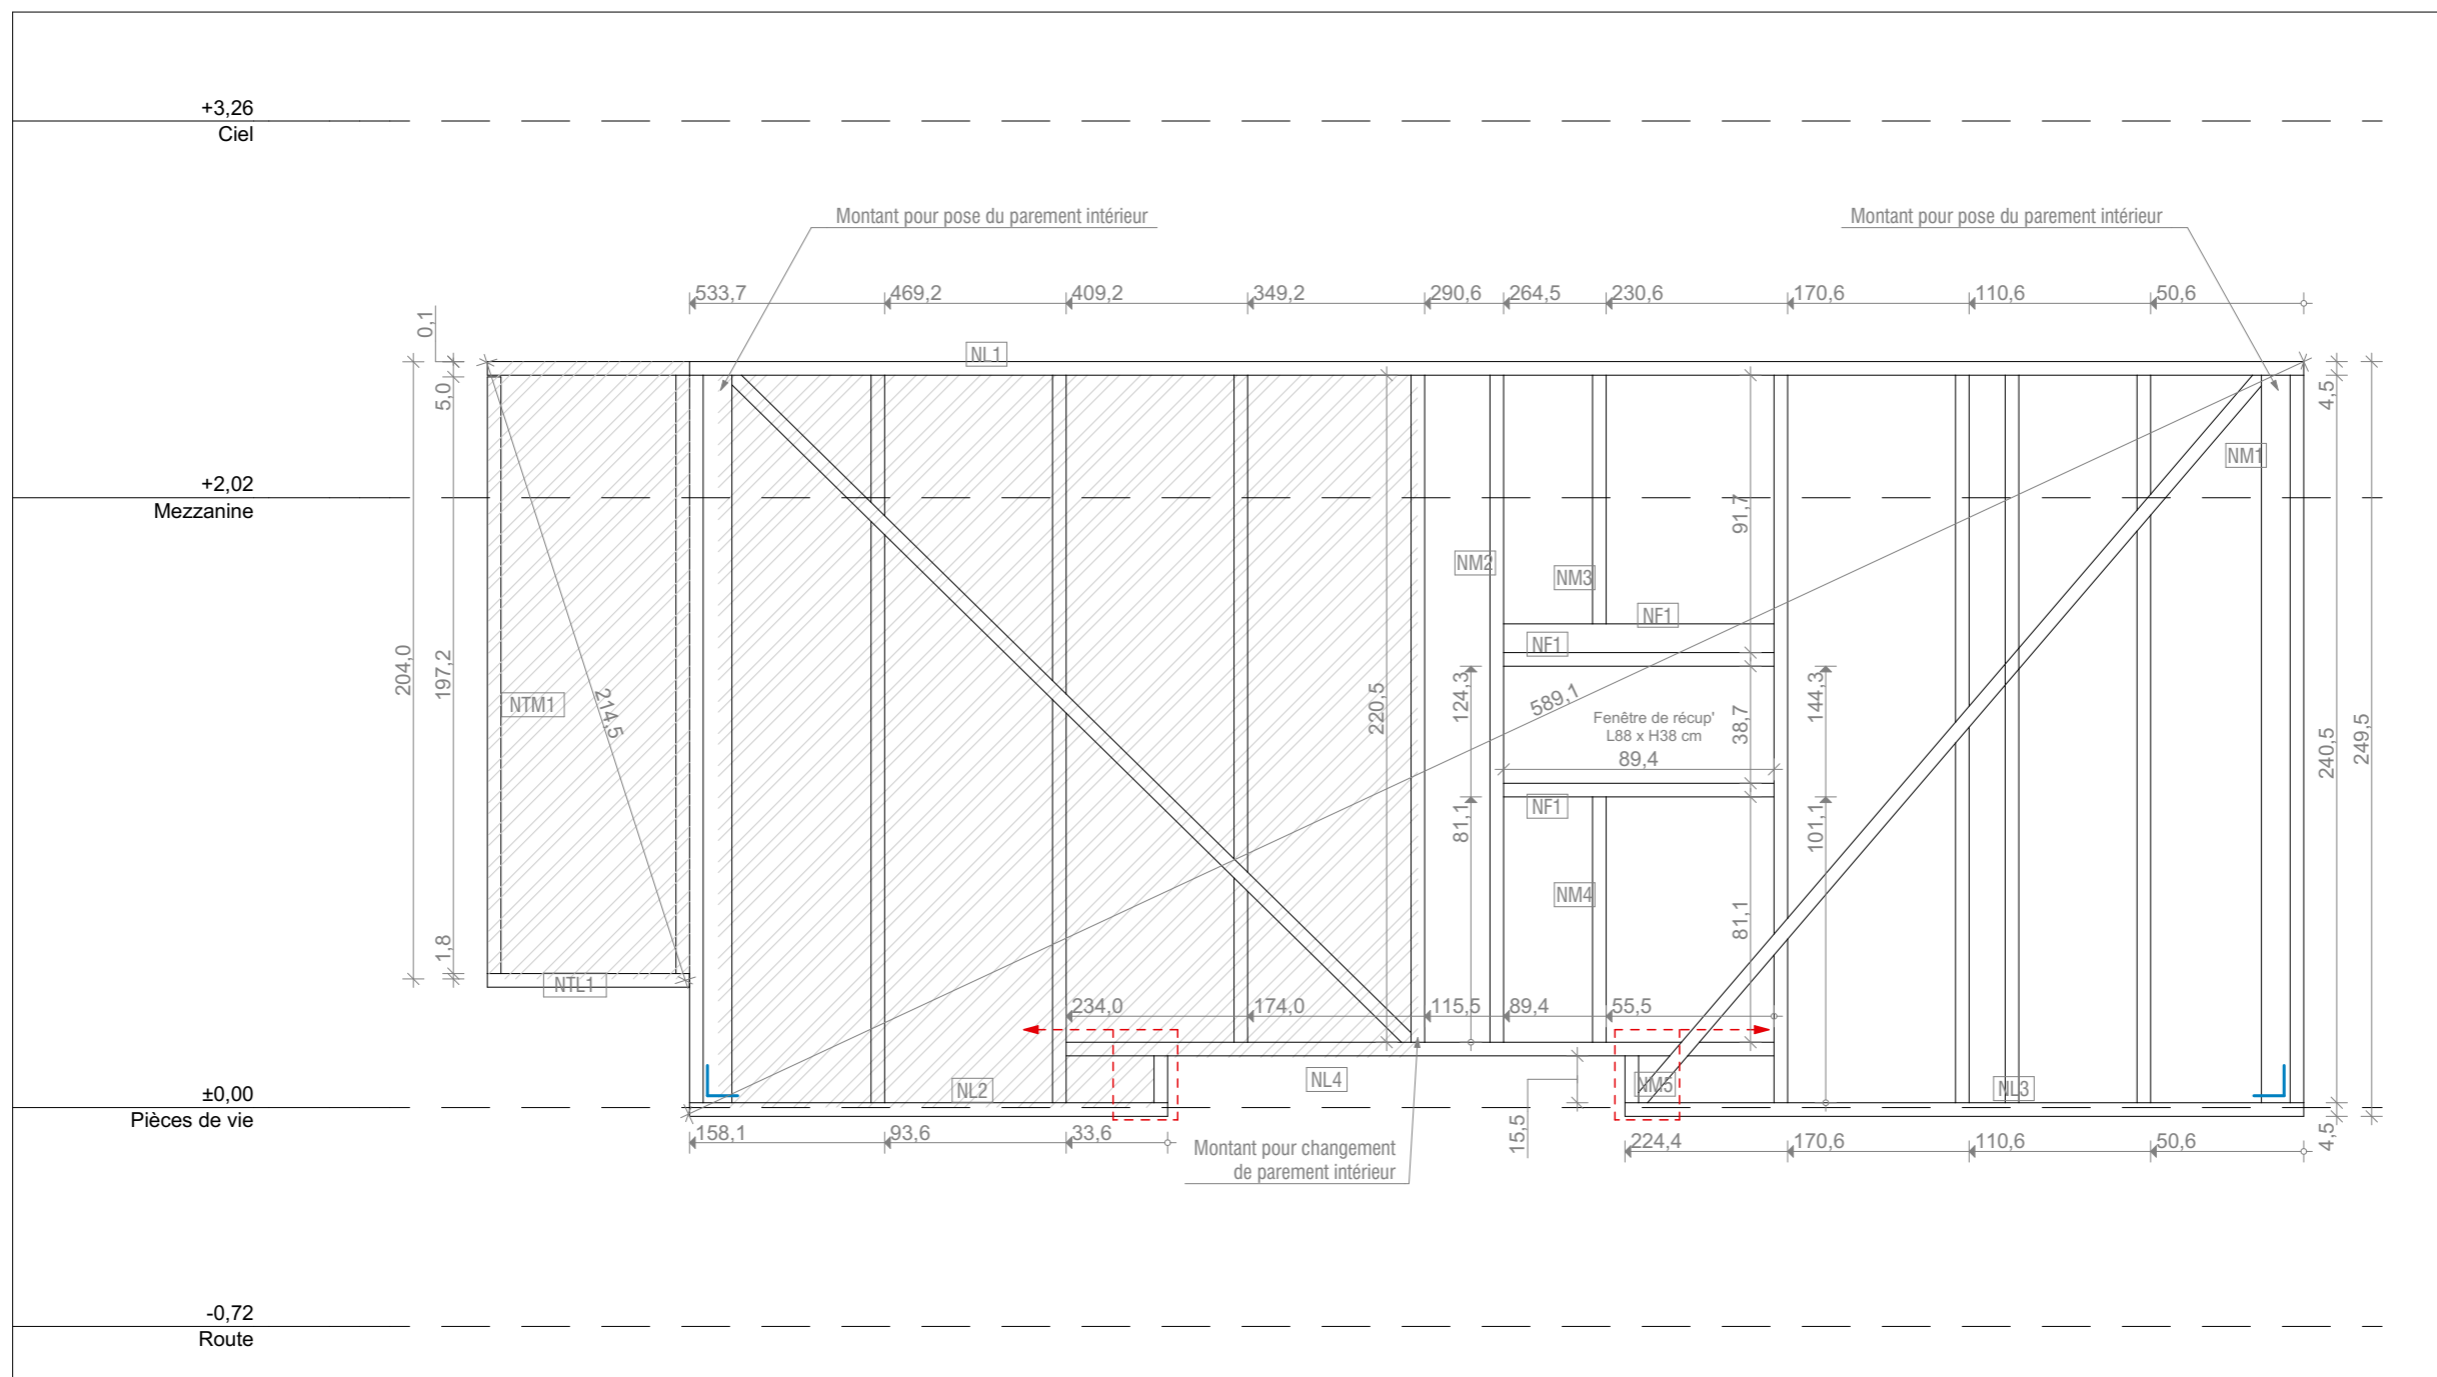 +3,26
Ciel
Montant pour pose du parement intérieur
Montant pour pose du parement intérieur
533,7
469,2
409,2
349,2
290,6
264,5
230,6
170,6
110,6
50,6
0,1
NL1
5,0
4,5
NM1
+2,02
Mezzanine
91,7
NM2
NM3
NF1
NF1
204,0
197,2
NTM1
214,5
220,5
124,3
589,1
Fenêtre de récup'
L88 x H38 cm
38,7
144,3
89,4
240,5
249,5
NF1
81,1
101,1
NM4
81,1
1,8
NTL1
234,0
174,0
115,5
89,4
55,5
NL2
NL4
NM5
NL3
±0,00
Pièces de vie
158,1
93,6
33,6
Montant pour changement
de parement intérieur
15,5
224,4
170,6
110,6
50,6
4,5
-0,72
Route